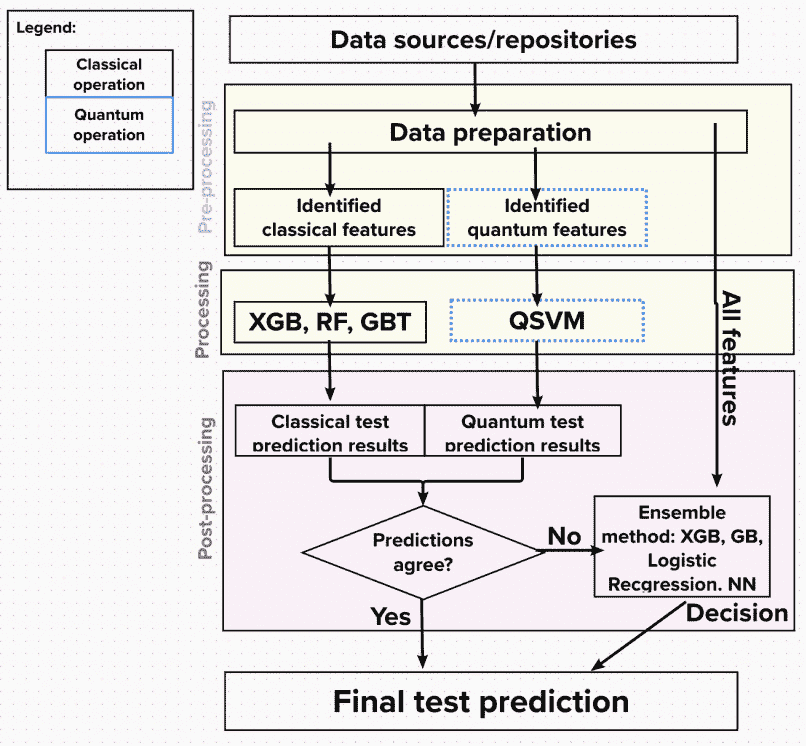 Legend:
Classical
operation
Quantum
operation
Data sources/repositories
Pre-processing
Data preparation
Identified
classical features
Identified
quantum features
Processing
XGB, RF, GBT
QSVM
All features
Post-processing
Classical test
prediction results
Quantum test
prediction results
Predictions
agree?
No
Ensemble
method: XGB, GB,
Logistic
Recgression. NN
Yes
Decision
Final test prediction